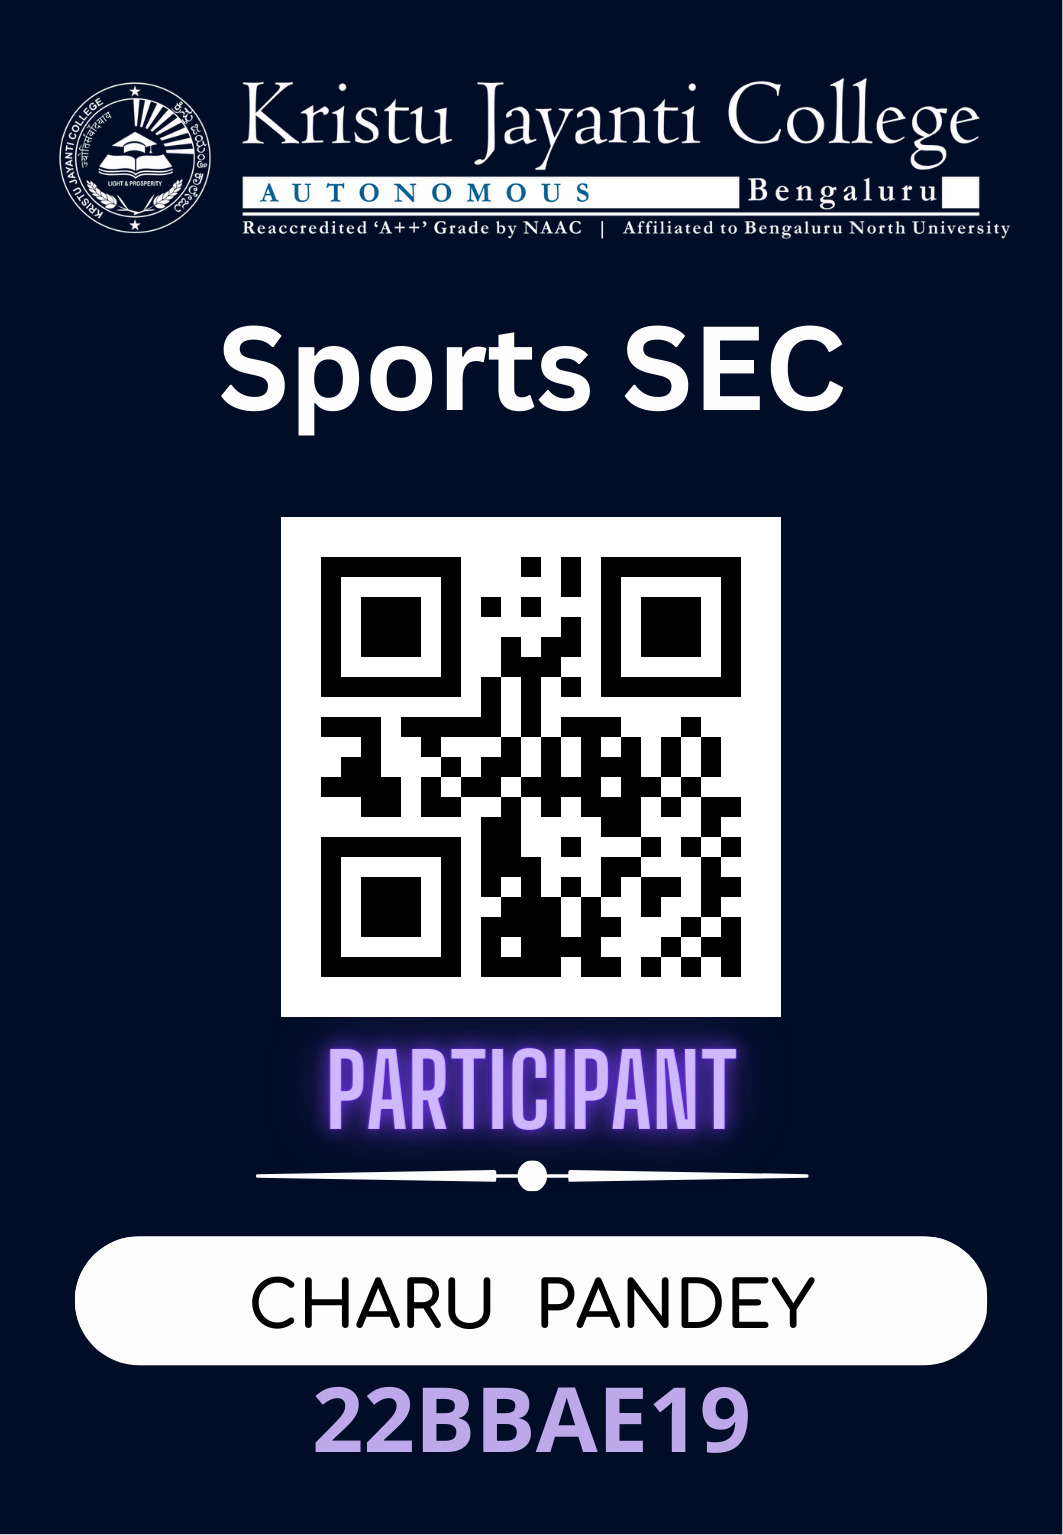 KRISTU JAYANTI COLLEGE
ಕ್ರಿಸ್ತು ಜಯಂತಿ ಕಾಲೇಜು
LIGHT & PROSPERITY
Kristu Jayanti College
AUTONOMOUS Bengaluru
Reaccredited ‘A++’ Grade by NAAC | Affiliated to Bengaluru North University
Sports SEC
PARTICIPANT
CHARU PANDEY
22BBAE19